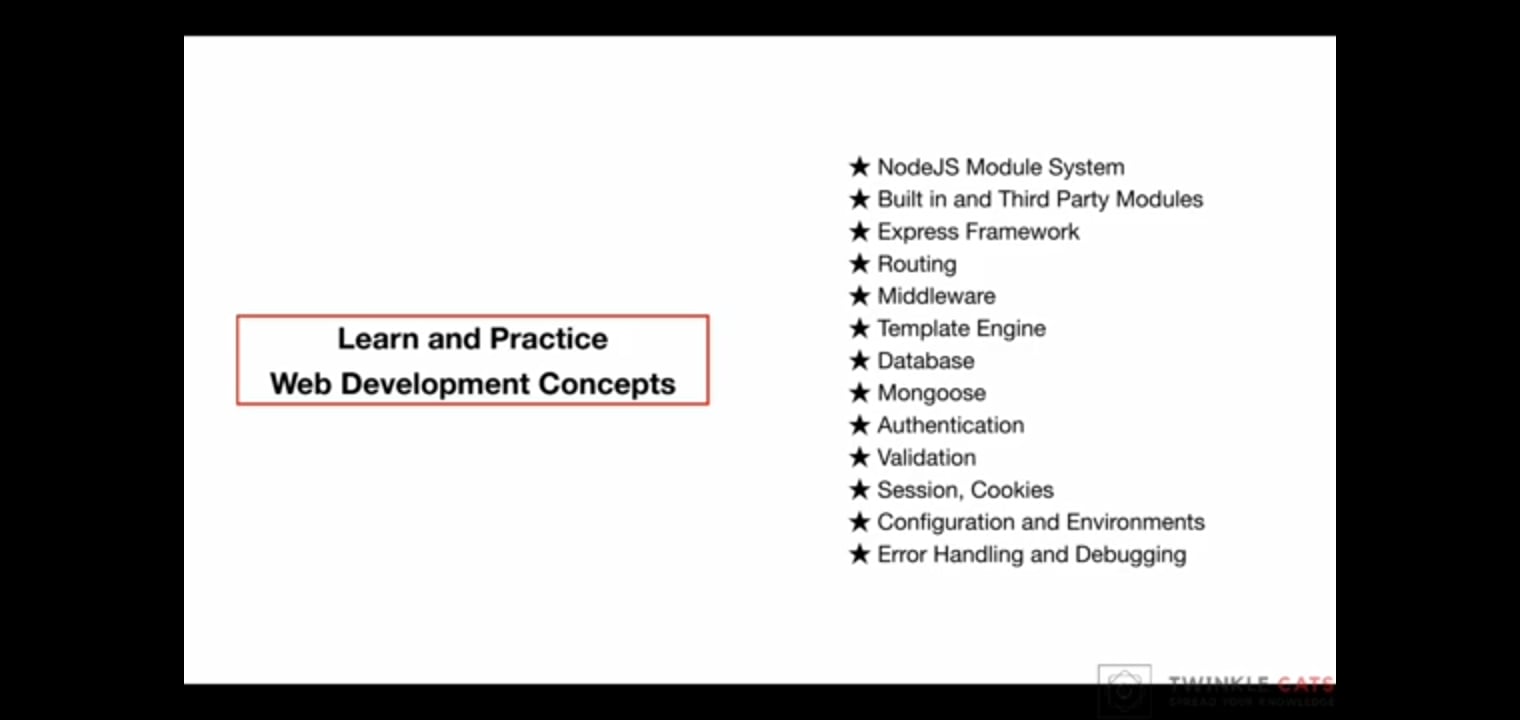 Learn and Practice
Web Development Concepts
★ NodeJS Module System
★ Built in and Third Party Modules
★ Express Framework
★ Routing
★ Middleware
★ Template Engine
★ Database
★ Mongoose
★ Authentication
★ Validation
★ Session, Cookies
★ Configuration and Environments
★ Error Handling and Debugging
TWINKLE CATS
SPREAD YOUR KNOWLEDGE